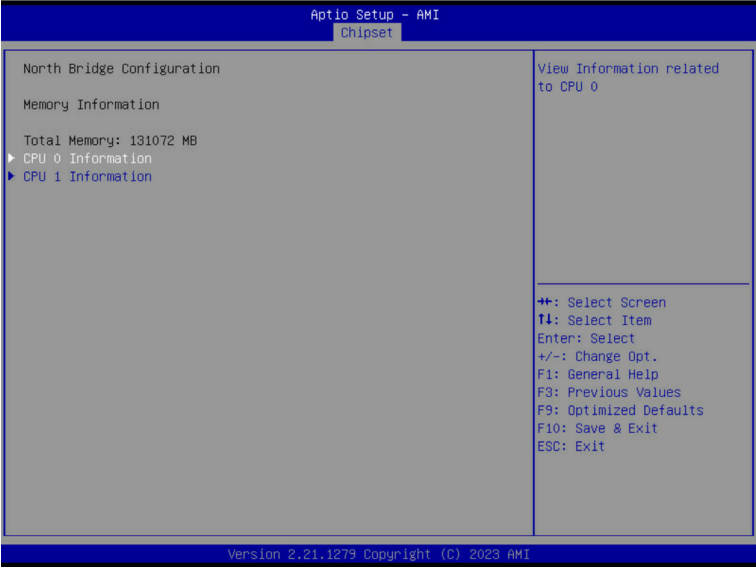 Aptio Setup – AMI
Chipset
North Bridge Configuration
Memory Information
Total Memory: 131072 MB
CPU 0 Information
CPU 1 Information
View Information related
to CPU 0
→←: Select Screen
↑↓: Select Item
Enter: Select
+/-: Change Opt.
F1: General Help
F3: Previous Values
F9: Optimized Defaults
F10: Save & Exit
ESC: Exit
Version 2.21.1279 Copyright (C) 2023 AMI